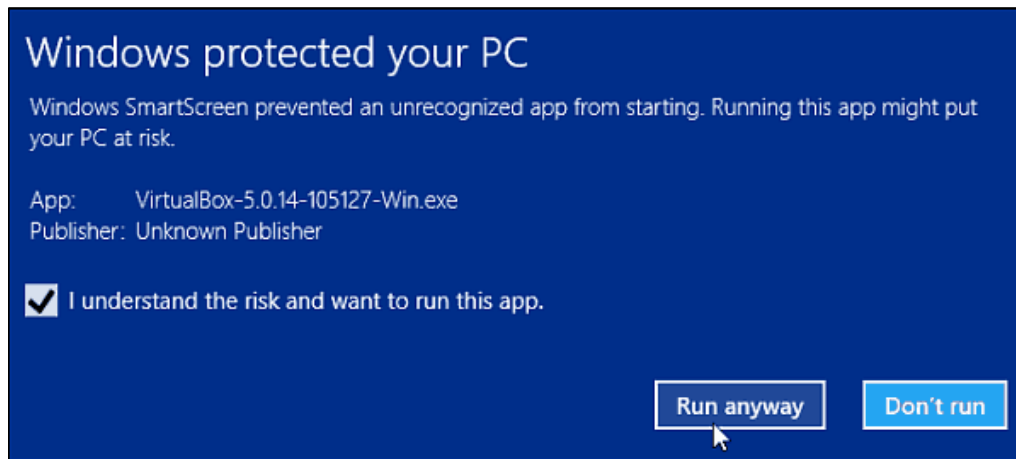 Windows protected your PC
Windows SmartScreen prevented an unrecognized app from starting. Running this app might put
your PC at risk.
App: VirtualBox-5.0.14-105127-Win.exe
Publisher: Unknown Publisher
I understand the risk and want to run this app.
Run anyway Don't run